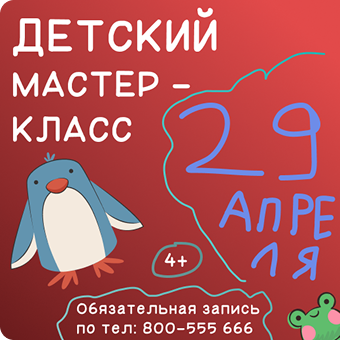 ДЕТСКИЙ
МАСТЕР –
КЛАСС
29
АПРЕ
ЛЯ
4+
Обязательная запись
по тел: 800-555 666